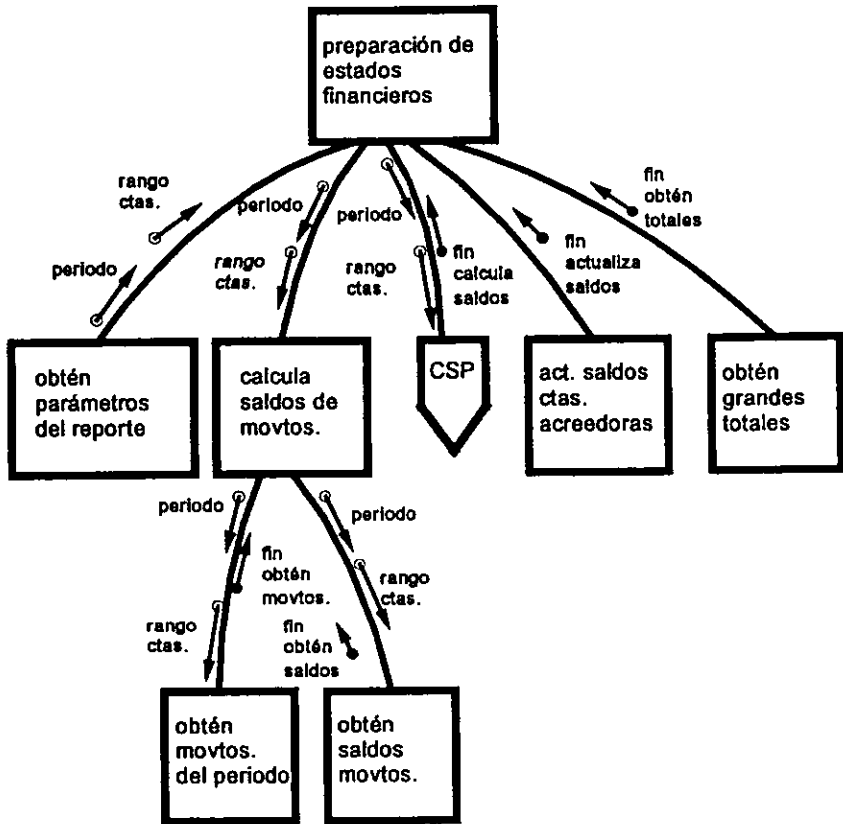 preparación de
estados
financieros
rango
ctas.
periodo
periodo
rango
ctas.
periodo
rango
ctas.
fin
calcula
saldos
fin
actualiza
saldos
fin
obtén
totales
obtén
parámetros
del reporte
calcula
saldos de
movtos.
CSP
act. saldos
ctas.
acreedoras
obtén
grandes
totales
periodo
fin
obtén
movtos.
rango
ctas.
periodo
rango
ctas.
fin
obtén
saldos
obtén
movtos.
del periodo
obtén
saldos
movtos.